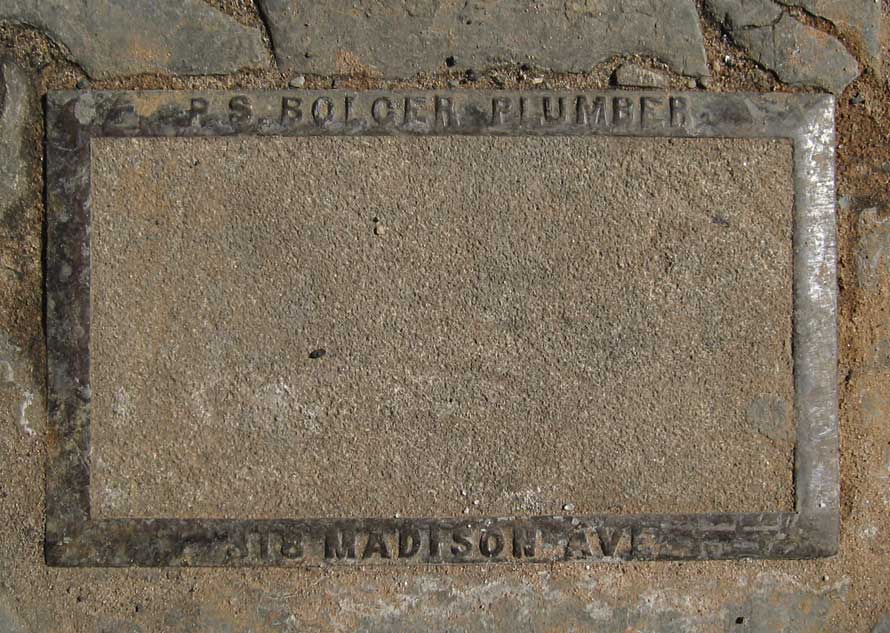 P. S. BOLGER PLUMBER
318 MADISON AVE